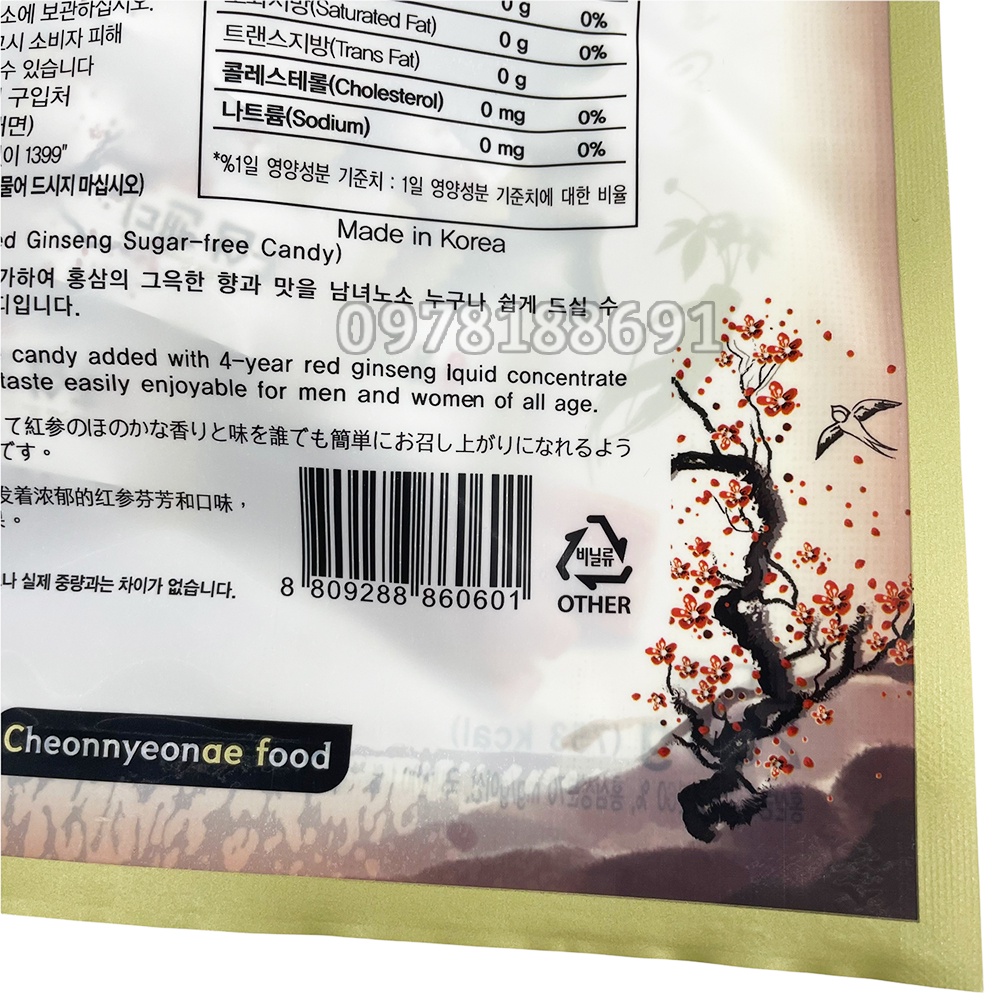 소에 보관하십시오.
고시 소비자 피해
수 있습니다
구입처
1399"
물어 드시지 마십시오)
(Saturated Fat) 0 g 0%
트랜스지방(Trans Fat) 0 g 0%
콜레스테롤(Cholesterol) 0 g
나트륨(Sodium) 0 mg 0%
0 mg 0%
*%1일 영양성분 기준치 : 1일 영양성분 기준치에 대한 비율
Made in Korea
ed Ginseng Sugar-free Candy)
가하여 홍삼의 그윽한 향과 맛을 남녀노소 누구나 쉽게 드실 수
디입니다.
0978188691
candy added with 4-year red ginseng lquid concentrate
taste easily enjoyable for men and women of all age.
て紅参のほのかな香りと味を誰でも簡単にお召し上がりになれるよう
です。
发着浓郁的红参芬芳和口味，
나 실제 중량과는 차이가 없습니다.
8 809288 860601
비닐류
OTHER
Cheonnyeonae food